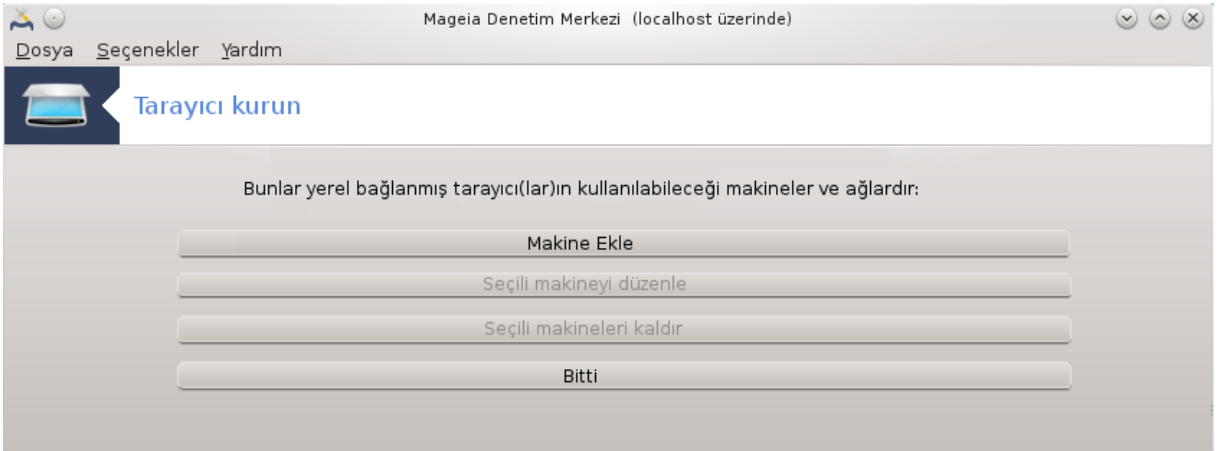 Mageia Denetim Merkezi (localhost üzerinde)
Dosya Seçenekler Yardım
Tarayıcı kurun
Bunlar yerel bağlanmış tarayıcı(lar)ın kullanılabileceği makineler ve ağlardır:
Makine Ekle
Seçili makineyi düzenle
Seçili makineleri kaldır
Bitti